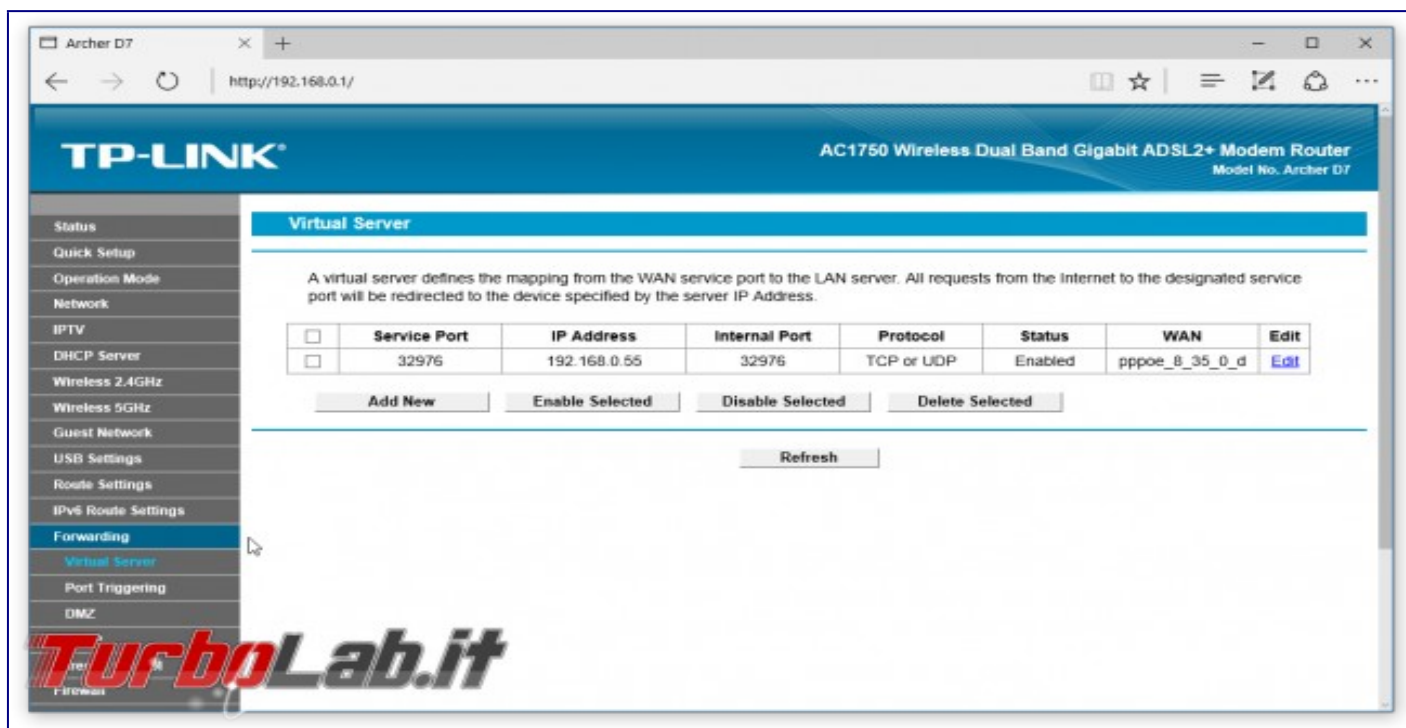 Archer D7
http://192.168.0.1/
TP-LINK
AC1750 Wireless Dual Band Gigabit ADSL2+ Modem Router
Model No. Archer D7
Status
Quick Setup
Operation Mode
Network
IPTV
DHCP Server
Wireless 2.4GHz
Wireless 5GHz
Guest Network
USB Settings
Route Settings
IPv6 Route Settings
Forwarding
Virtual Server
Port Triggering
DMZ
Firewall
Virtual Server
A virtual server defines the mapping from the WAN service port to the LAN server. All requests from the Internet to the designated service
port will be redirected to the device specified by the server IP Address.
Service Port IP Address Internal Port Protocol Status WAN Edit
32976 192.168.0.55 32976 TCP or UDP Enabled pppoe_8_35_0_d Edit
Add New Enable Selected Disable Selected Delete Selected
Refresh
TurboLab.it